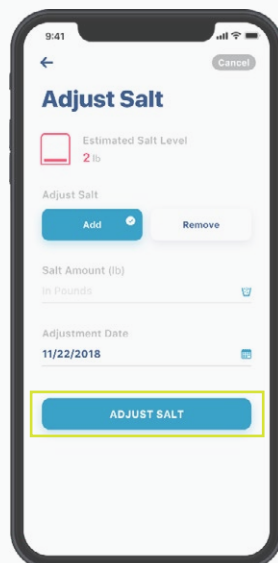 9:41
Cancel
Adjust Salt
Estimated Salt Level
2 lb
Adjust Salt
Add Remove
Salt Amount (lb)
In Pounds
Adjustment Date
11/22/2018
ADJUST SALT